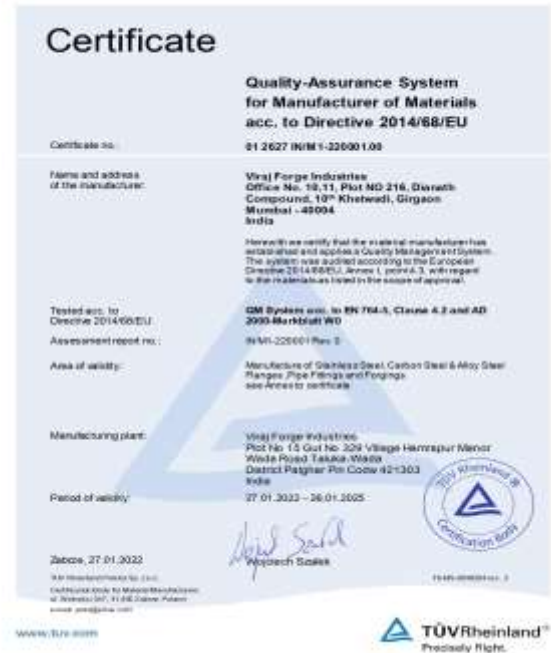 Certificate
Quality-Assurance System
for Manufacturer of Materials
acc. to Directive 2014/68/EU
Certificate no.:
01 2627 IN/M1-220001.00
Name and address
of the manufacturer:
Viraj Forge Industries
Office No. 10,11, Plot NO 216, Dianath
Compound, 10th Khetwadi, Girgaon
Mumbai - 40004
India
Herewith we certify that the material manufacturer has
established and applies a Quality Management System.
The system was audited according to the European
Directive 2014/68/EU, Annex I, point 4.3, with regard
to the materials as listed in the scope of approval.
Tested acc. to
Directive 2014/68/EU:
QM System acc. to EN 764-5, Clause 4.2 and AD
2000-Merkblatt W0
Assessment report no.:
IN/M1-220001 Rev. 0
Area of validity:
Manufacture of Stainless Steel, Carbon Steel & Alloy Steel
Flanges, Pipe Fittings and Forgings
see Annex to certificate
Manufacturing plant:
Viraj Forge Industries
Plot No 15 Gut No 329 Village Hamrapur Manor
Wada Road Taluka-Wada
District Palghar Pin Code 421303
India
Period of validity:
27.01.2022 – 26.01.2025
TÜV Rheinland ®
Certification Body
Zabrze, 27.01.2022
Wojciech Szałek
www.tuv.com
TÜVRheinland®
Precisely Right.